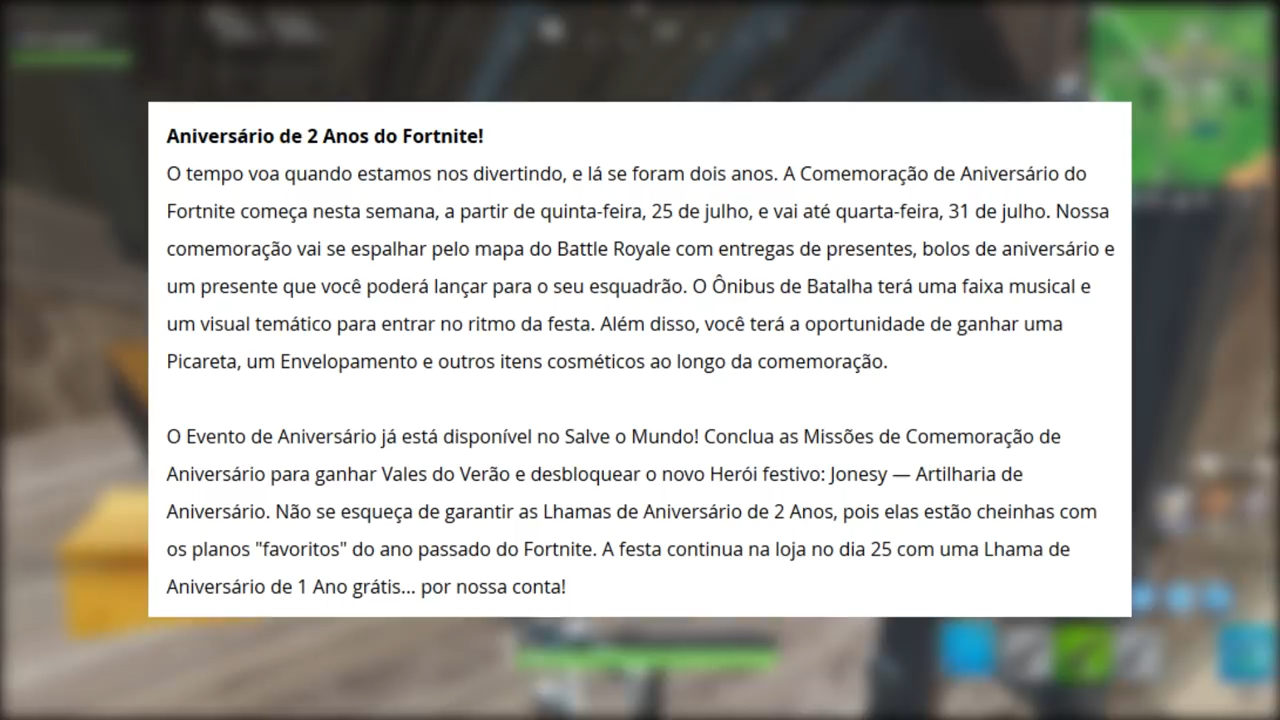 Aniversário de 2 Anos do Fortnite!
O tempo voa quando estamos nos divertindo, e lá se foram dois anos. A Comemoração de Aniversário do
Fortnite começa nesta semana, a partir de quinta-feira, 25 de julho, e vai até quarta-feira, 31 de julho. Nossa
comemoração vai se espalhar pelo mapa do Battle Royale com entregas de presentes, bolos de aniversário e
um presente que você poderá lançar para o seu esquadrão. O Ônibus de Batalha terá uma faixa musical e
um visual temático para entrar no ritmo da festa. Além disso, você terá a oportunidade de ganhar uma
Picareta, um Envelopamento e outros itens cosméticos ao longo da comemoração.
O Evento de Aniversário já está disponível no Salve o Mundo! Conclua as Missões de Comemoração de
Aniversário para ganhar Vales do Verão e desbloquear o novo Herói festivo: Jonesy — Artilharia de
Aniversário. Não se esqueça de garantir as Lhamas de Aniversário de 2 Anos, pois elas estão cheinhas com
os planos "favoritos" do ano passado do Fortnite. A festa continua na loja no dia 25 com uma Lhama de
Aniversário de 1 Ano grátis... por nossa conta!